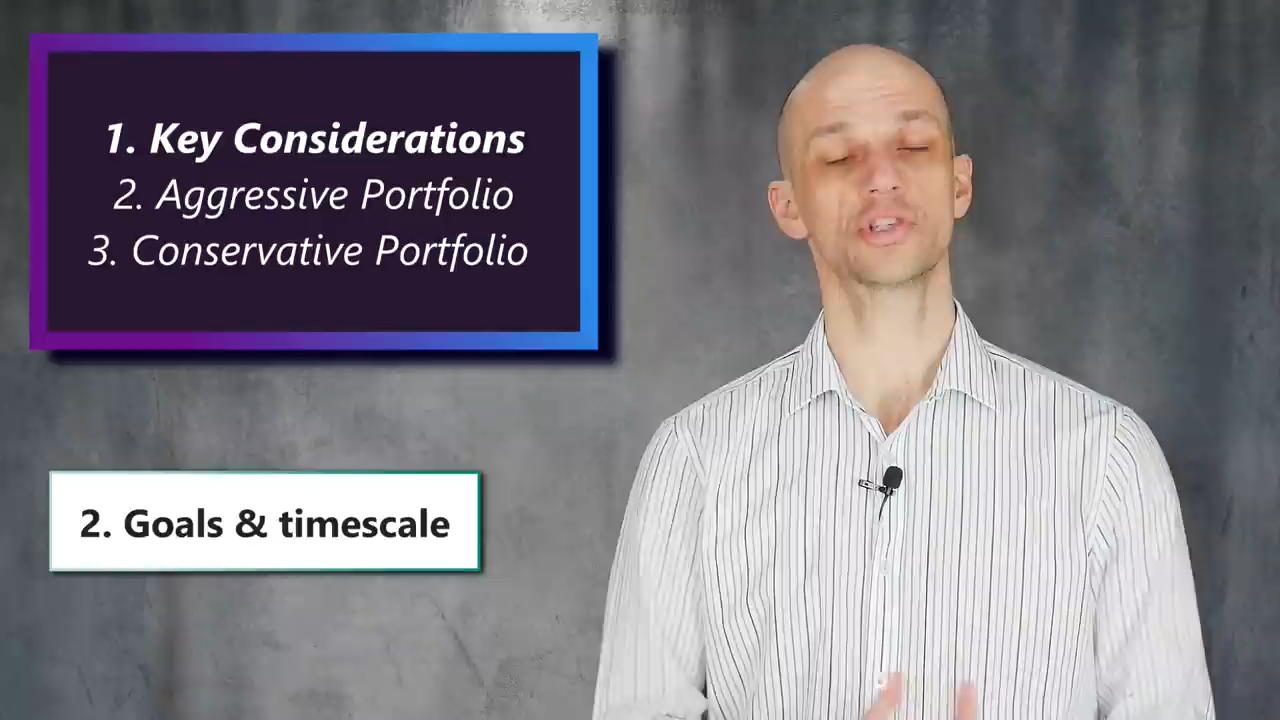 1. Key Considerations
2. Aggressive Portfolio
3. Conservative Portfolio
2. Goals & timescale